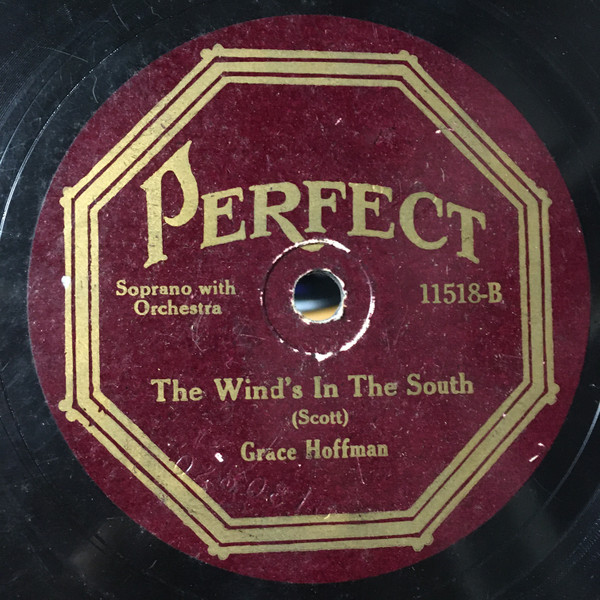 PERFECT
Soprano with
Orchestra
11518-B
The Wind's In The South
(Scott)
Grace Hoffman